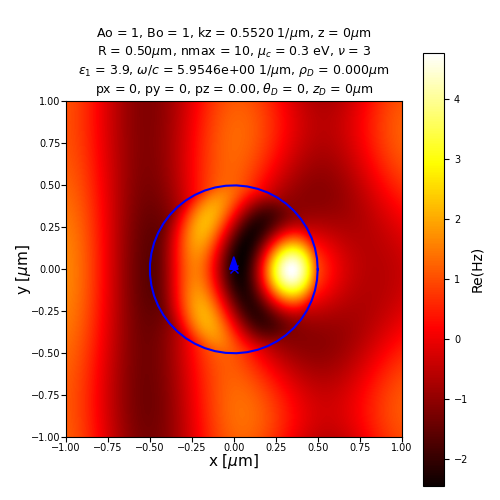 Ao = 1, Bo = 1, kz = 0.5520 1/μm, z = 0μm
R = 0.50μm, nmax = 10, μc = 0.3 eV, ν = 3
ε1 = 3.9, ω/c = 5.9546e+00 1/μm, ρD = 0.000μm
px = 0, py = 0, pz = 0.00, θD = 0, zD = 0μm
1.00
0.75
0.50
0.25
0.00
−0.25
−0.50
−0.75
−1.00
y [μm]
−1.00 −0.75 −0.50 −0.25 0.00 0.25 0.50 0.75 1.00
x [μm]
4
3
2
1
0
−1
−2
Re(Hz)